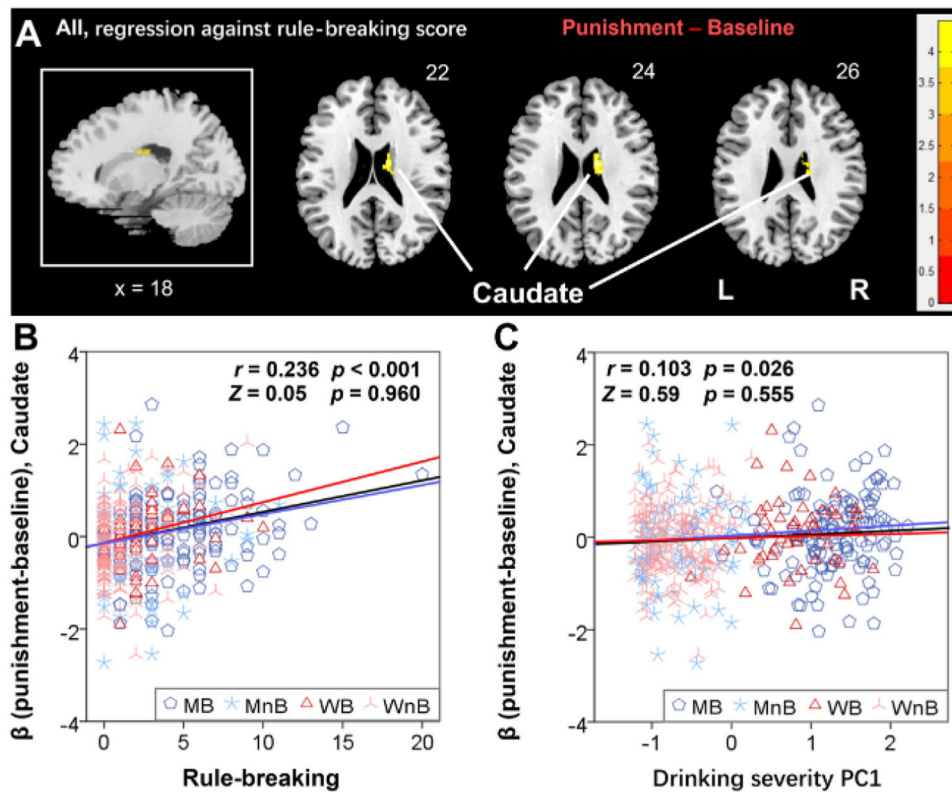 A All, regression against rule-breaking score Punishment – Baseline
22 24 26
4
3.5
3
2.5
2
1.5
1
0.5
0
x = 18
Caudate
L R
B
β (punishment-baseline), Caudate
4
2
0
-2
-4
r = 0.236 p < 0.001
Z = 0.05 p = 0.960
MB MnB WB WnB
0 5 10 15 20
Rule-breaking
C
β (punishment-baseline), Caudate
4
2
0
-2
-4
r = 0.103 p = 0.026
Z = 0.59 p = 0.555
MB MnB WB WnB
-1 0 1 2
Drinking severity PC1